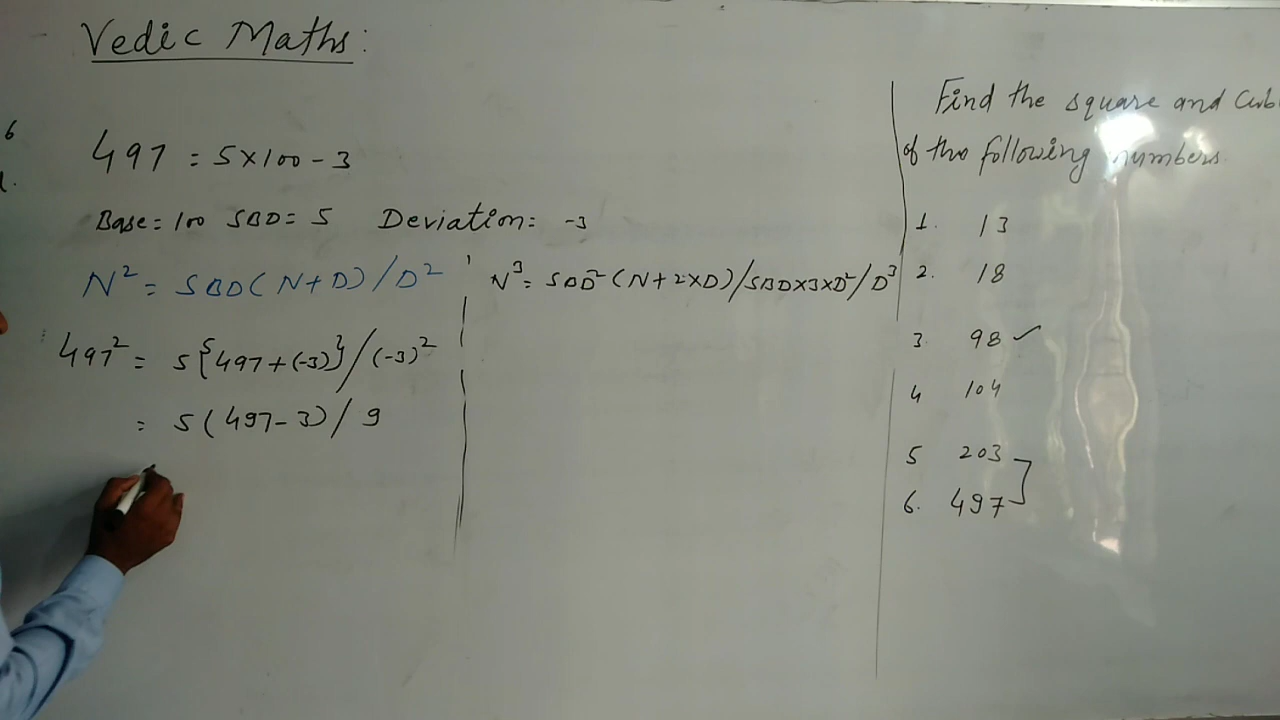 Vedic Maths:
6
497 = 5×100-3
Base = 100 SBD = 5 Deviation = -3
N² = SBD(N+D)/D²
497² = 5{497+(-3)}/(-3)²
= 5(497-3)/9
N³ = SBD²(N+2×D)/SBD×3×D²/D³
Find the square and Cub
of the following numbers
1. 13
2. 18
3. 98 ✓
4 104
5 203
6. 497